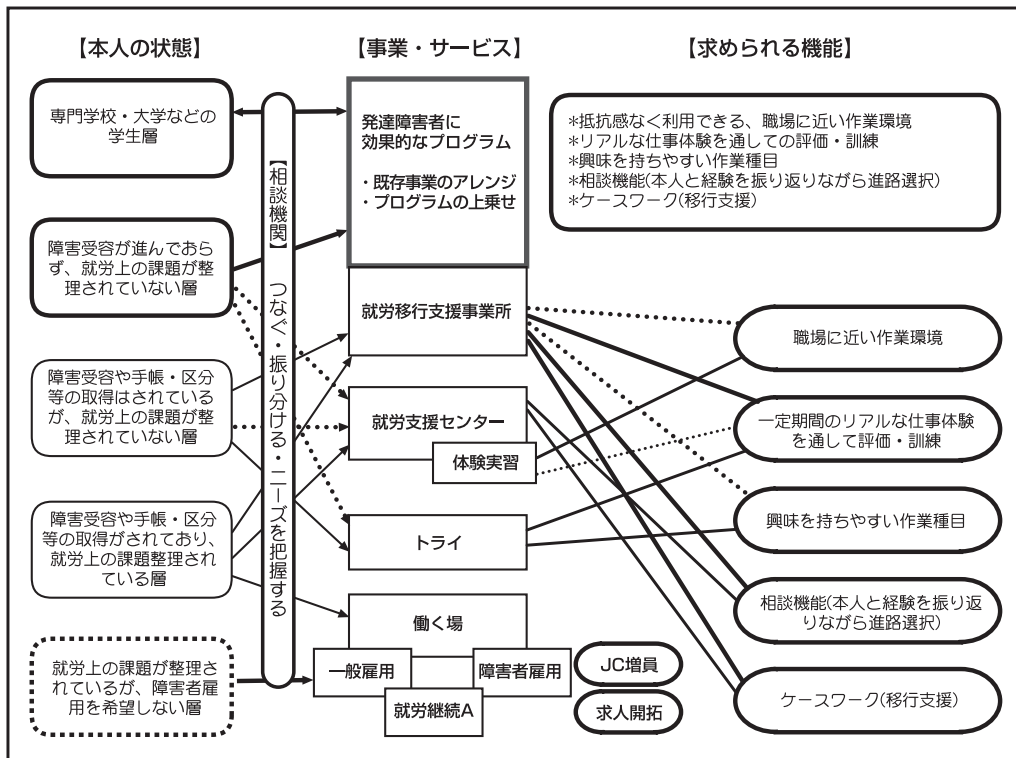 【本人の状態】
【事業・サービス】
【求められる機能】
専門学校・大学などの
学生層
障害受容が進んでおら
ず、就労上の課題が整
理されていない層
障害受容や手帳・区分
等の取得はされている
が、就労上の課題が整
理されていない層
障害受容や手帳・区分
等の取得がされており、
就労上の課題整理され
ている層
就労上の課題が整理さ
れているが、障害者雇
用を希望しない層
【相談機関】 つなぐ・振り分ける・ニーズを把握する
発達障害者に
効果的なプログラム
・既存事業のアレンジ
・プログラムの上乗せ
就労移行支援事業所
就労支援センター
体験実習
トライ
働く場
一般雇用
障害者雇用
就労継続A
JC増員
求人開拓
*抵抗感なく利用できる、職場に近い作業環境
*リアルな仕事体験を通しての評価・訓練
*興味を持ちやすい作業種目
*相談機能(本人と経験を振り返りながら進路選択)
*ケースワーク(移行支援)
職場に近い作業環境
一定期間のリアルな仕事体験
を通して評価・訓練
興味を持ちやすい作業種目
相談機能(本人と経験を振り返
りながら進路選択)
ケースワーク(移行支援)